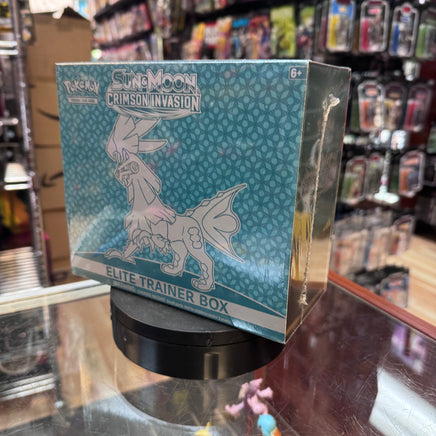 Pokémon
SUN & MOON
CRIMSON INVASION
6+
ELITE TRAINER BOX